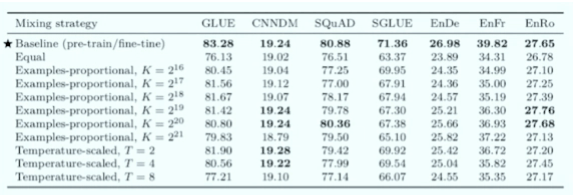 Mixing strategy GLUE CNNDM SQuAD SGLUE EnDe EnFr EnRo
★ Baseline (pre-train/fine-tine) 83.28 19.24 80.88 71.36 26.98 39.82 27.65
Equal 76.13 19.02 76.51 63.37 23.89 34.31 26.78
Examples-proportional, K = 2^16 80.45 19.04 77.25 69.95 24.35 34.99 27.10
Examples-proportional, K = 2^17 81.56 19.12 77.00 67.91 24.36 35.00 27.25
Examples-proportional, K = 2^18 81.67 19.07 78.17 67.94 24.57 35.19 27.39
Examples-proportional, K = 2^19 81.42 19.24 79.78 67.30 25.21 36.30 27.76
Examples-proportional, K = 2^20 80.80 19.24 80.36 67.38 25.66 36.93 27.68
Examples-proportional, K = 2^21 79.83 18.79 79.50 65.10 25.82 37.22 27.13
Temperature-scaled, T = 2 81.90 19.28 79.42 69.92 25.42 36.72 27.20
Temperature-scaled, T = 4 80.56 19.22 77.99 69.54 25.04 35.82 27.45
Temperature-scaled, T = 8 77.21 19.10 77.14 66.07 24.55 35.35 27.17